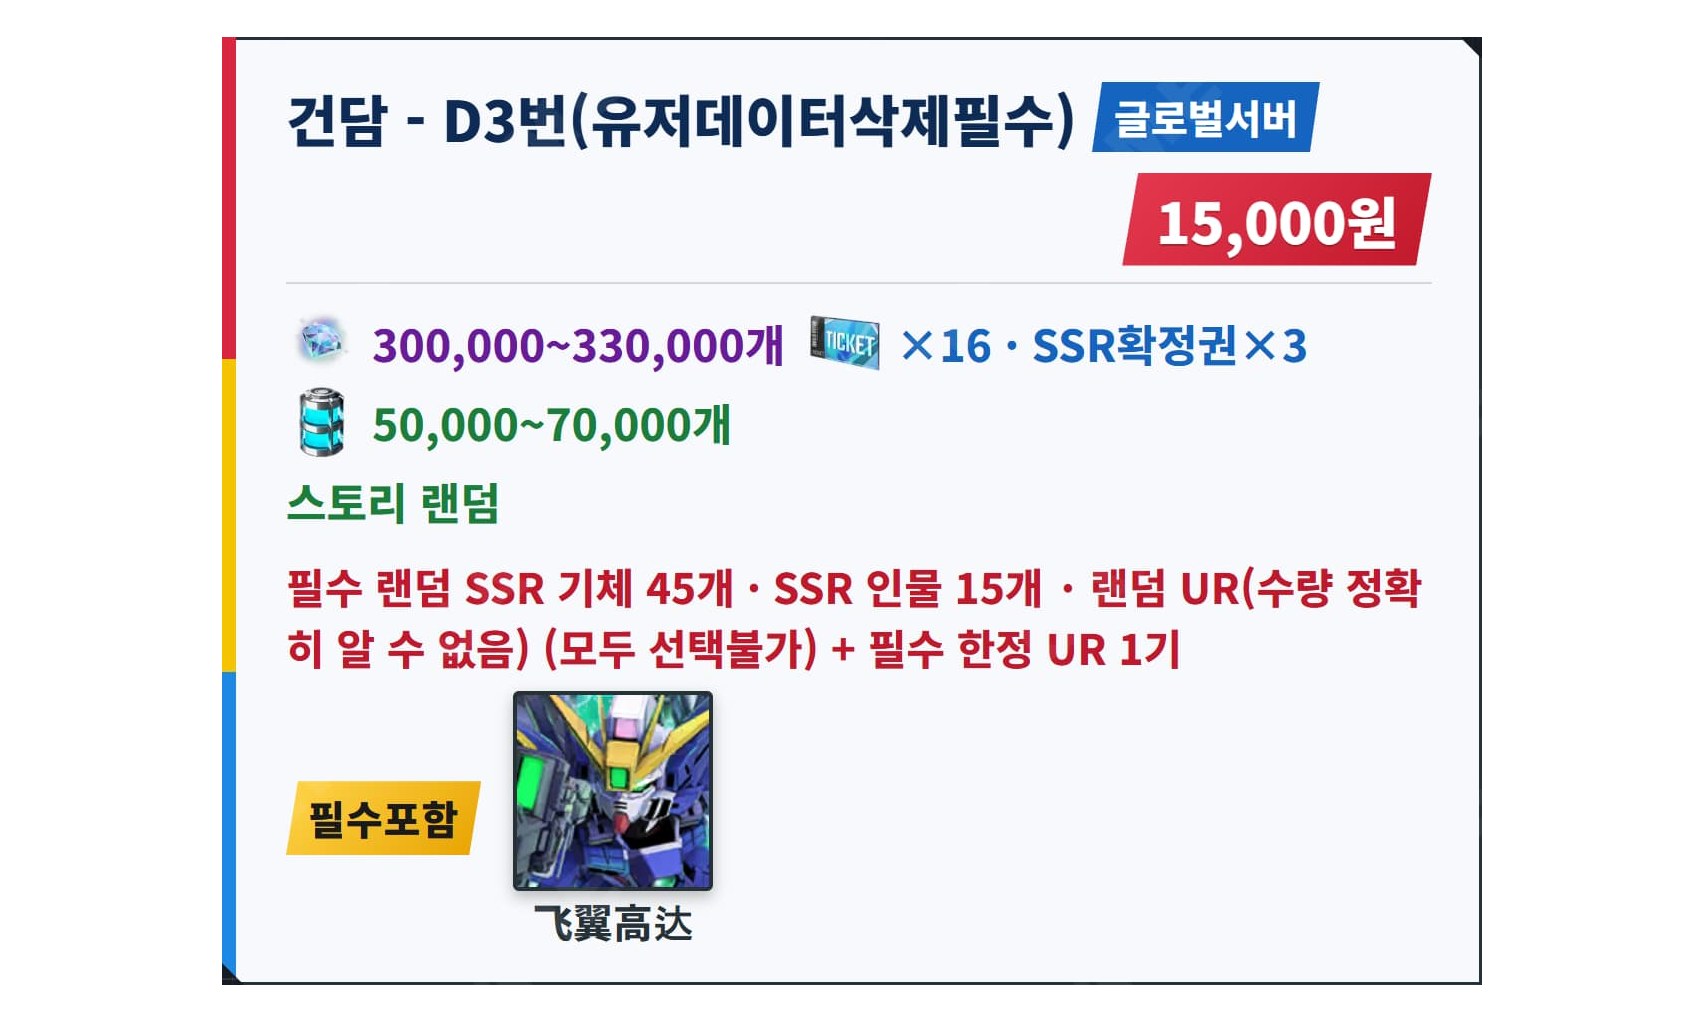 건담 - D3번(유저데이터삭제필수) 글로벌서버
15,000원
300,000~330,000개 TICKET ×16 · SSR확정권×3
50,000~70,000개
스토리 랜덤
필수 랜덤 SSR 기체 45개 · SSR 인물 15개 · 랜덤 UR(수량 정확
히 알 수 없음) (모두 선택불가) + 필수 한정 UR 1기
필수포함
飞翼高达